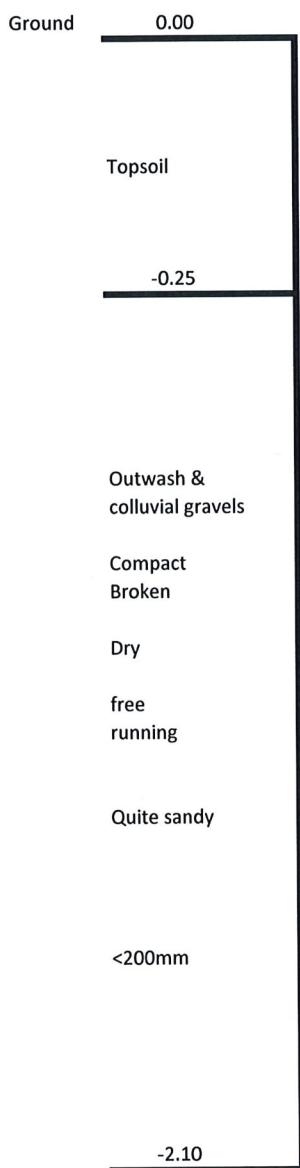 Ground 0.00
Topsoil
-0.25
Outwash &
colluvial gravels
Compact
Broken
Dry
free
running
Quite sandy
<200mm
-2.10